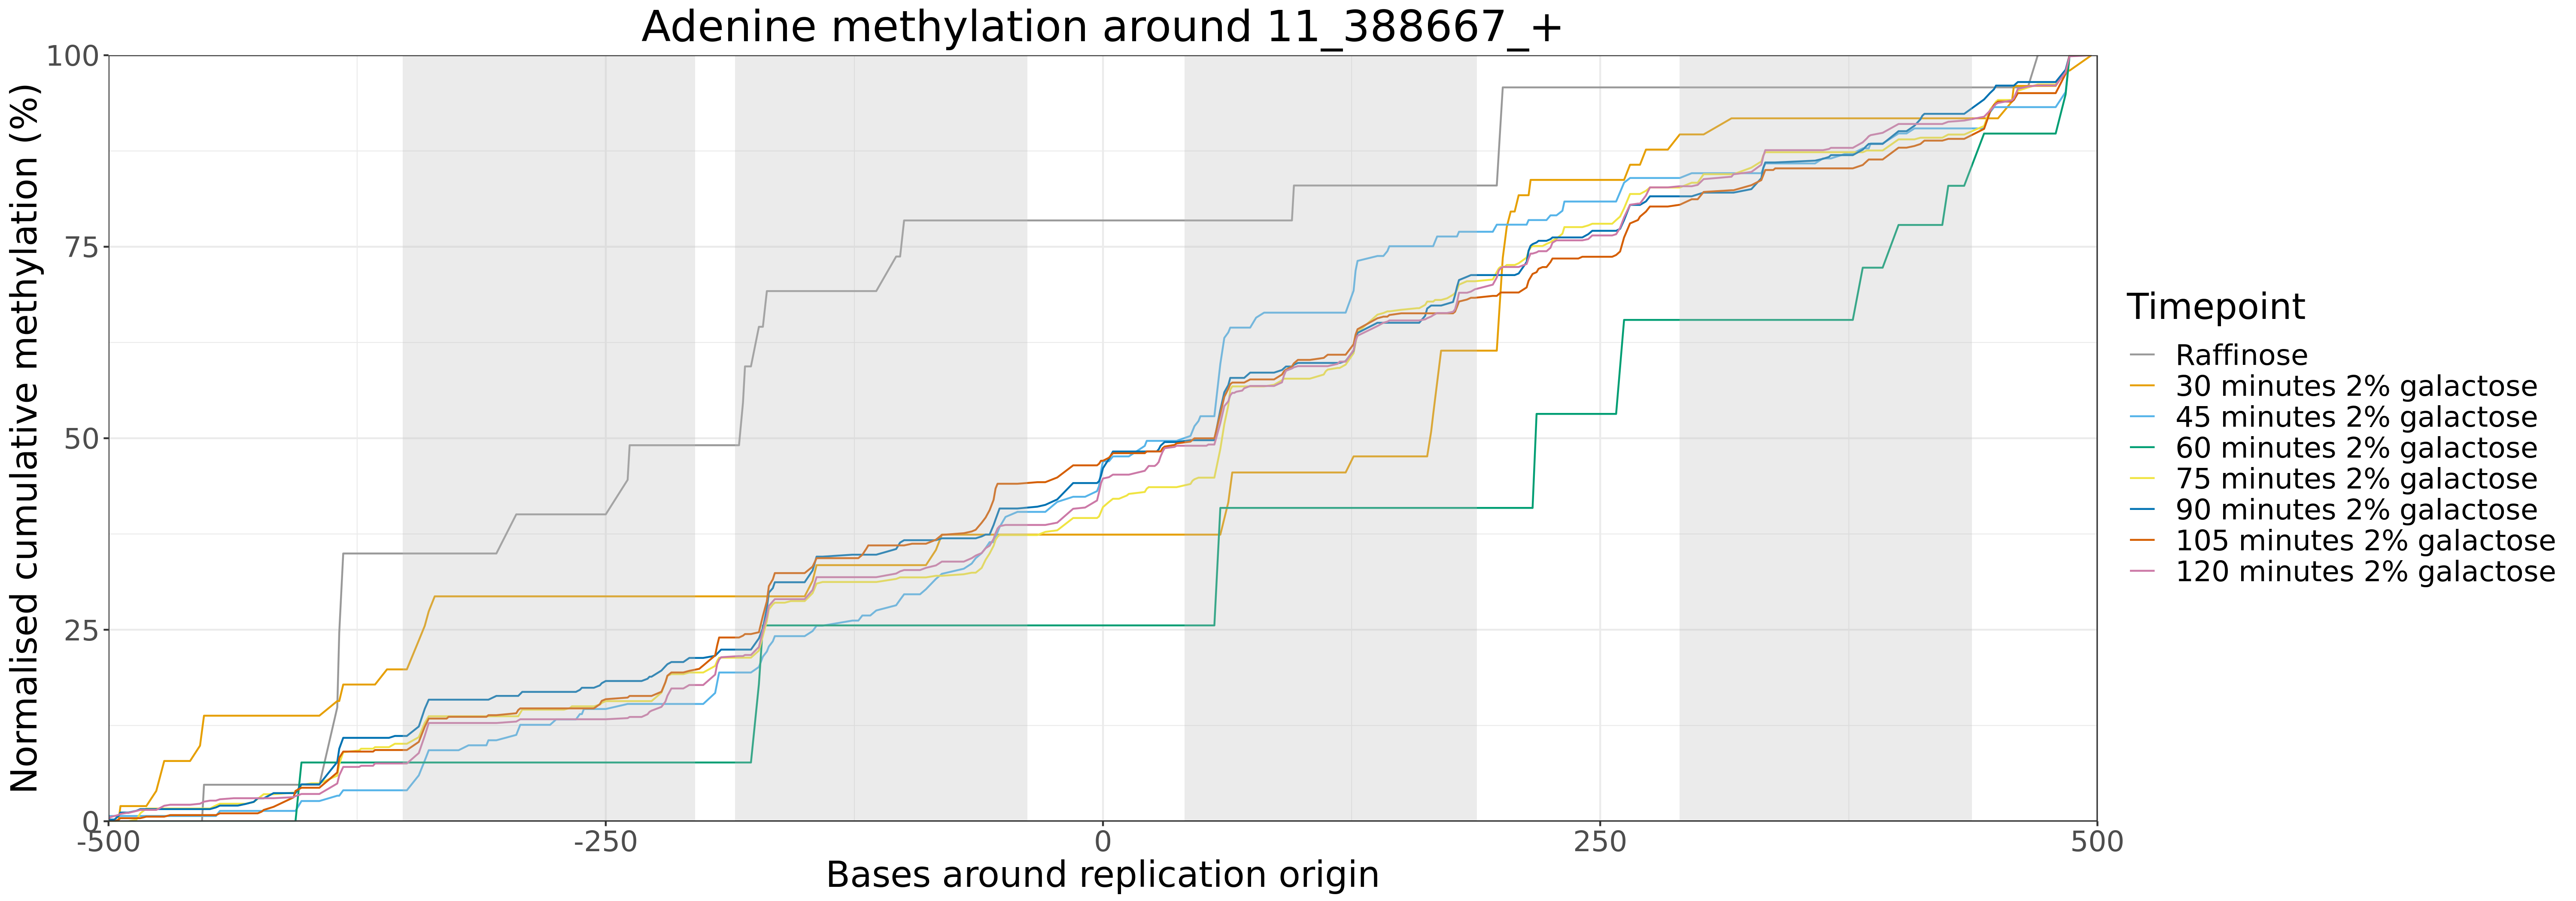 Adenine methylation around 11_388667_+
Normalised cumulative methylation (%)
100
75
50
25
0
-500
-250
0
250
500
Bases around replication origin
Timepoint
Raffinose
30 minutes 2% galactose
45 minutes 2% galactose
60 minutes 2% galactose
75 minutes 2% galactose
90 minutes 2% galactose
105 minutes 2% galactose
120 minutes 2% galactose